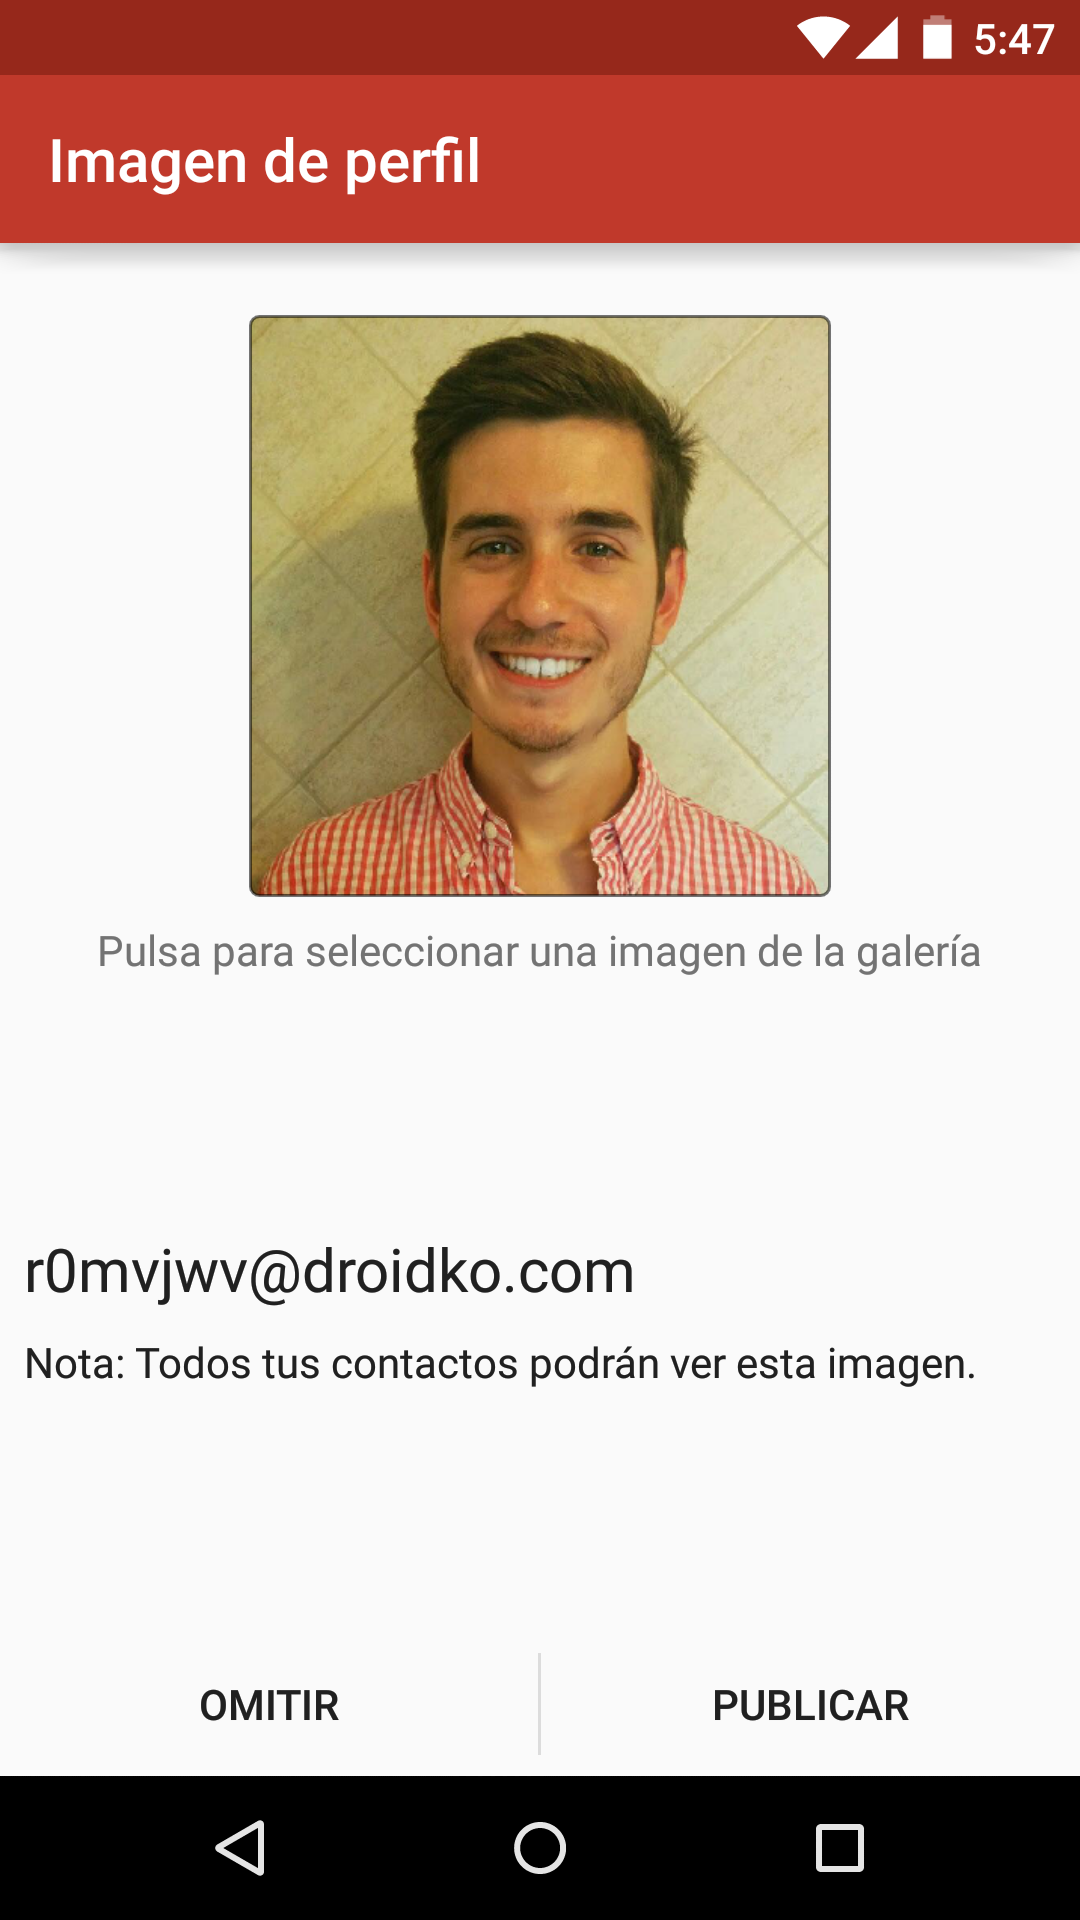 5:47
Imagen de perfil
Pulsa para seleccionar una imagen de la galería
r0mvjwv@droidko.com
Nota: Todos tus contactos podrán ver esta imagen.
OMITIR
PUBLICAR